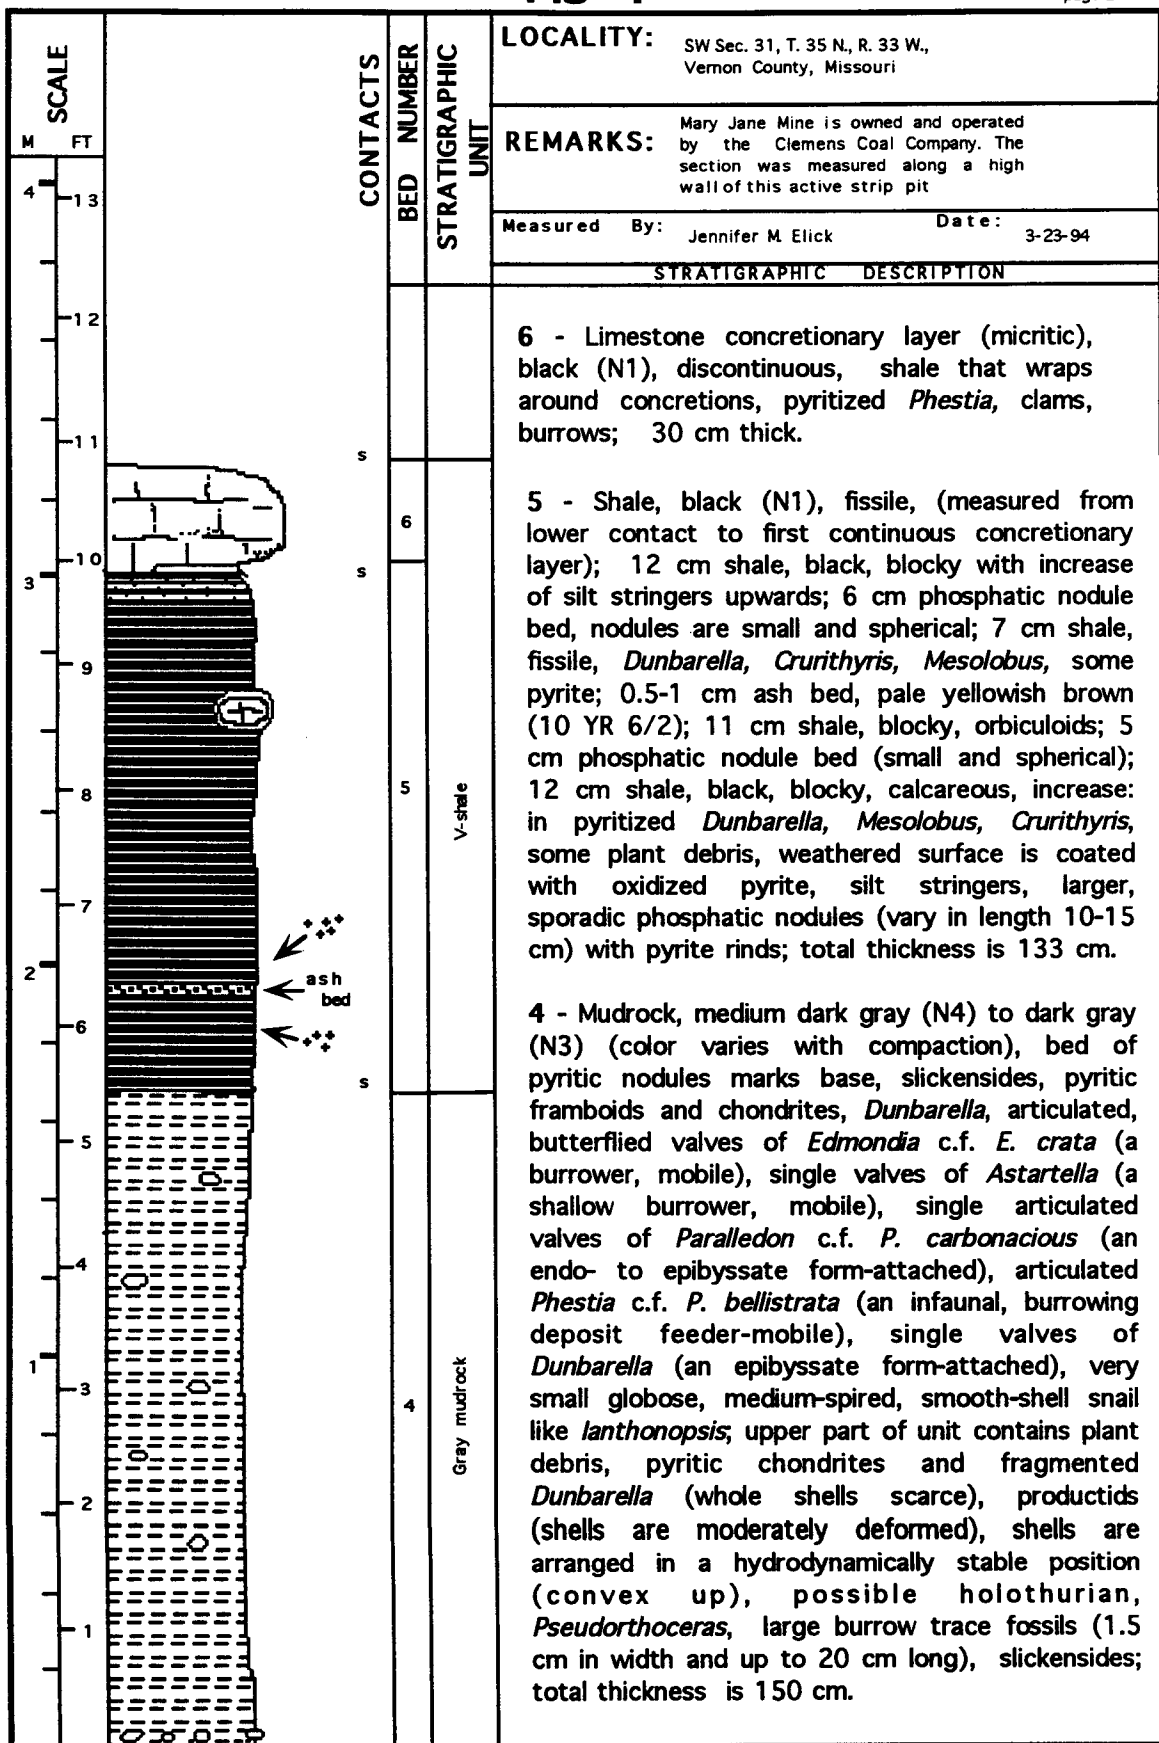 SCALE
M FT
CONTACTS
BED NUMBER
STRATIGRAPHIC
UNIT
LOCALITY: SW Sec. 31, T. 35 N., R. 33 W.,
Vernon County, Missouri
REMARKS: Mary Jane Mine is owned and operated
by the Clemens Coal Company. The
section was measured along a high
wall of this active strip pit
Measured By: Jennifer M. Elick Date: 3-23-94
STRATIGRAPHIC DESCRIPTION
4
13
12
11
10
3
9
8
7
2
6
5
4
1
3
2
1
s
s
s
6
5
4
V-shale
Gray mudrock
ash
bed
6 - Limestone concretionary layer (micritic),
black (N1), discontinuous, shale that wraps
around concretions, pyritized Phestia, clams,
burrows; 30 cm thick.
5 - Shale, black (N1), fissile, (measured from
lower contact to first continuous concretionary
layer); 12 cm shale, black, blocky with increase
of silt stringers upwards; 6 cm phosphatic nodule
bed, nodules are small and spherical; 7 cm shale,
fissile, Dunbarella, Crurithyris, Mesolobus, some
pyrite; 0.5-1 cm ash bed, pale yellowish brown
(10 YR 6/2); 11 cm shale, blocky, orbiculoids; 5
cm phosphatic nodule bed (small and spherical);
12 cm shale, black, blocky, calcareous, increase:
in pyritized Dunbarella, Mesolobus, Crurithyris,
some plant debris, weathered surface is coated
with oxidized pyrite, silt stringers, larger,
sporadic phosphatic nodules (vary in length 10-15
cm) with pyrite rinds; total thickness is 133 cm.
4 - Mudrock, medium dark gray (N4) to dark gray
(N3) (color varies with compaction), bed of
pyritic nodules marks base, slickensides, pyritic
framboids and chondrites, Dunbarella, articulated,
butterflied valves of Edmondia c.f. E. crata (a
burrower, mobile), single valves of Astartella (a
shallow burrower, mobile), single articulated
valves of Paralledon c.f. P. carbonacious (an
endo- to epibyssate form-attached), articulated
Phestia c.f. P. bellistrata (an infaunal, burrowing
deposit feeder-mobile), single valves of
Dunbarella (an epibyssate form-attached), very
small globose, medium-spired, smooth-shell snail
like Ianthonopsis; upper part of unit contains plant
debris, pyritic chondrites and fragmented
Dunbarella (whole shells scarce), productids
(shells are moderately deformed), shells are
arranged in a hydrodynamically stable position
(convex up), possible holothurian,
Pseudorthoceras, large burrow trace fossils (1.5
cm in width and up to 20 cm long), slickensides;
total thickness is 150 cm.